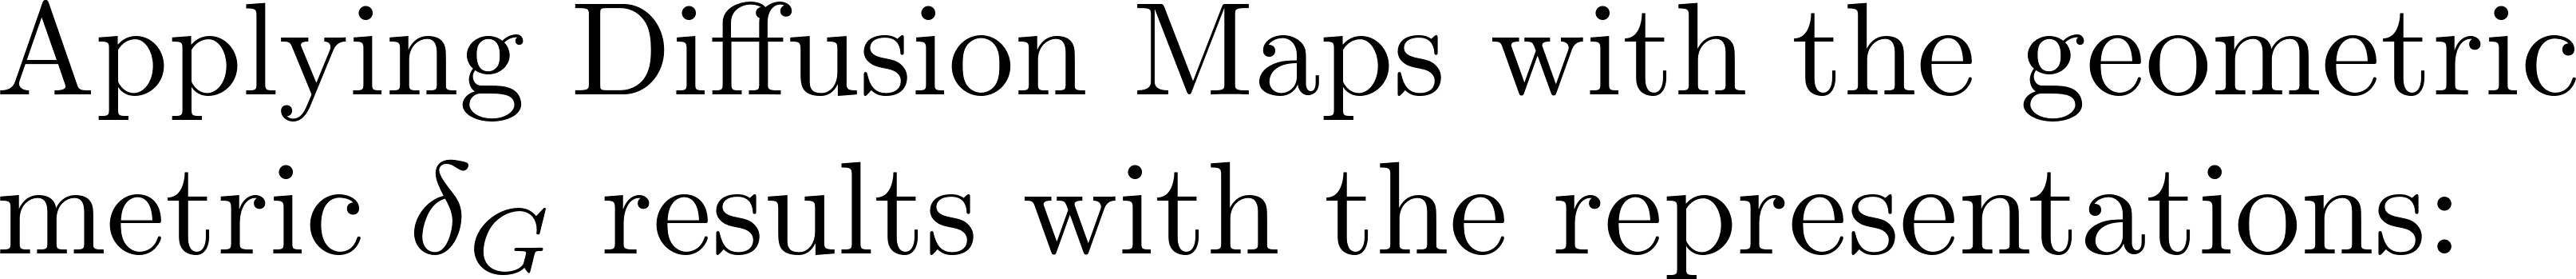 Applying Diffusion Maps with the geometric
metric δ_G results with the representations: